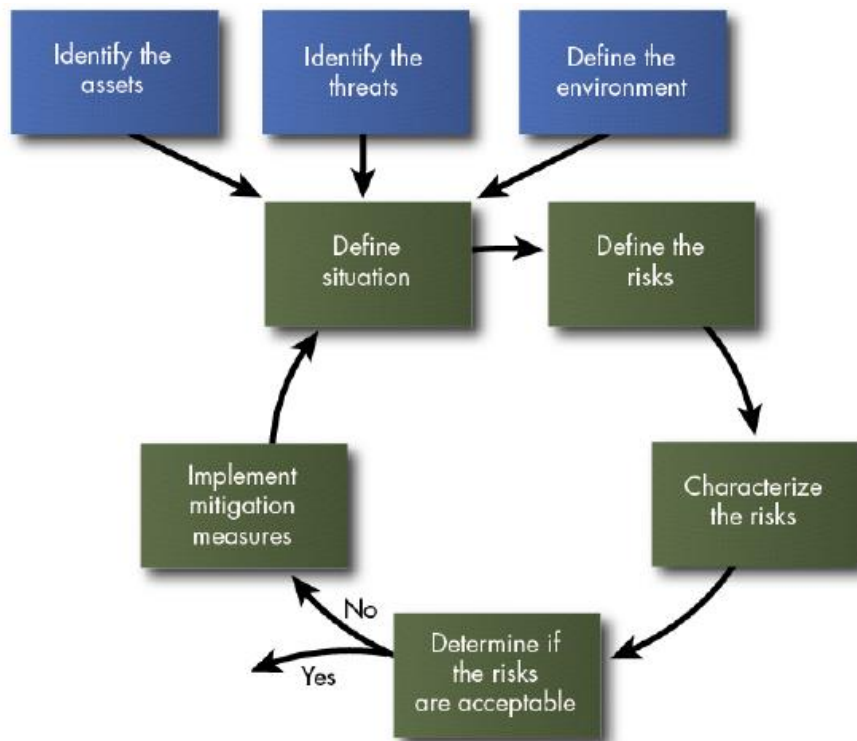 Identify the
assets
Identify the
threats
Define the
environment
Define
situation
Define the
risks
Implement
mitigation
measures
Characterize
the risks
No
Yes
Determine if
the risks
are acceptable